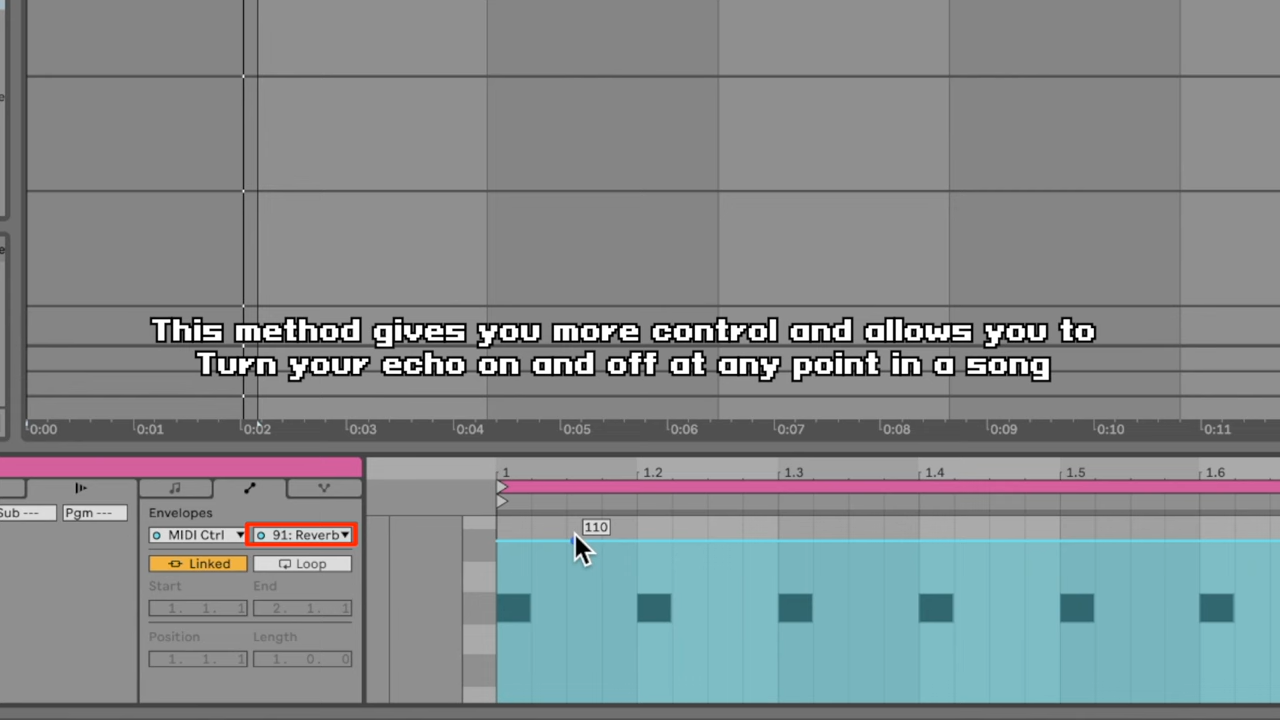 This method gives you more control and allows you to
Turn your echo on and off at any point in a song
0:00 0:01 0:02 0:03 0:04 0:05 0:06 0:07 0:08 0:09 0:10 0:11
1 1.2 1.3 1.4 1.5 1.6
Sub --- Pgm ---
Envelopes
MIDI Ctrl 91: Reverb
110
Linked Loop
Start End
1. 1. 1 2. 1. 1
Position Length
1. 1. 1 1. 0. 0